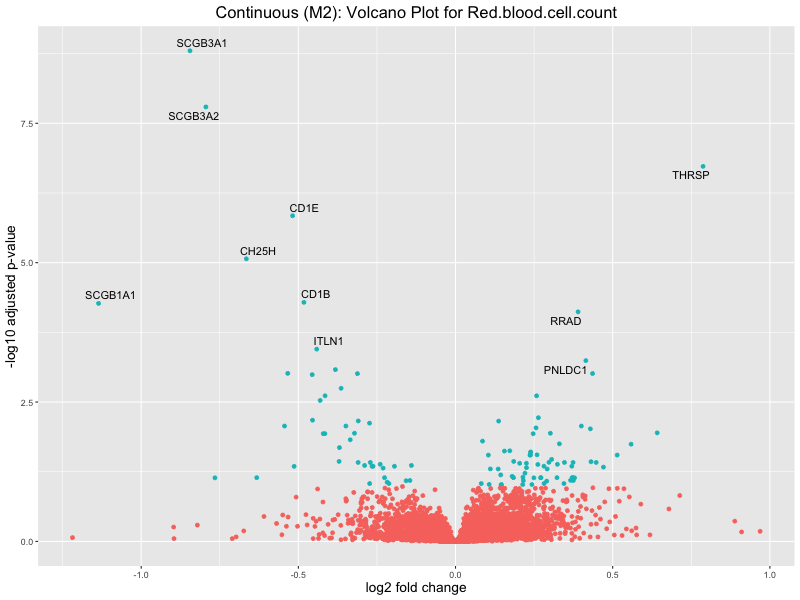 Continuous (M2): Volcano Plot for Red.blood.cell.count
SCGB3A1
SCGB3A2
THRSP
CD1E
CH25H
SCGB1A1
CD1B
RRAD
ITLN1
PNLDC1
7.5
5.0
2.5
0.0
-log10 adjusted p-value
-1.0
-0.5
0.0
0.5
1.0
log2 fold change